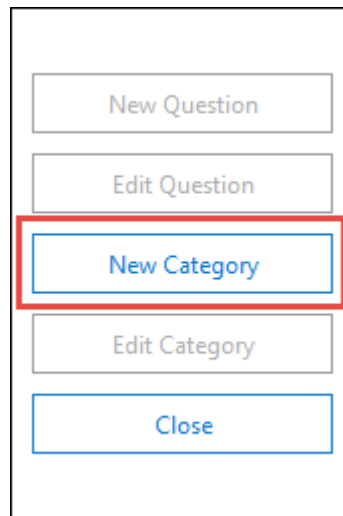 New Question
Edit Question
New Category
Edit Category
Close